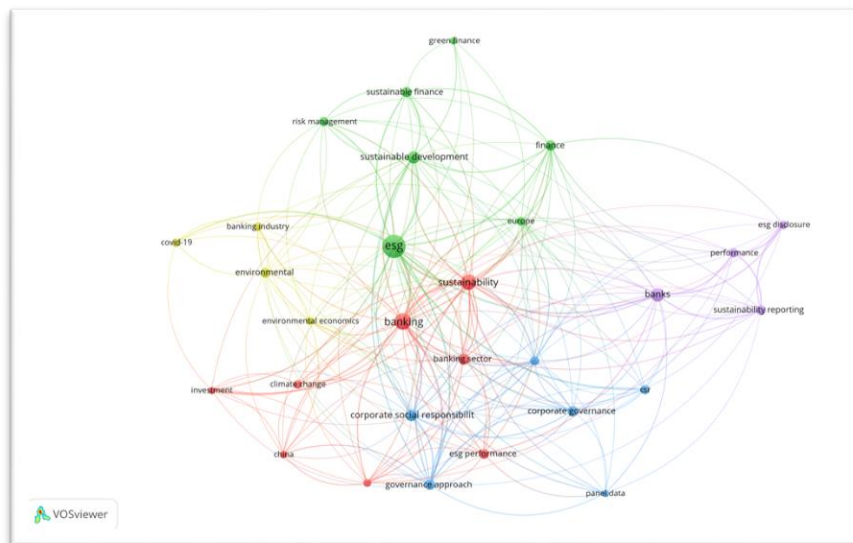 green finance
sustainable finance
risk management
finance
sustainable development
europe
esg disclosure
banking industry
covid-19
esg
performance
environmental
sustainability
banks
sustainability reporting
environmental economics
banking
banking sector
climate change
investment
csr
corporate social responsibilit
corporate governance
china
esg performance
governance approach
panel data
VOSviewer